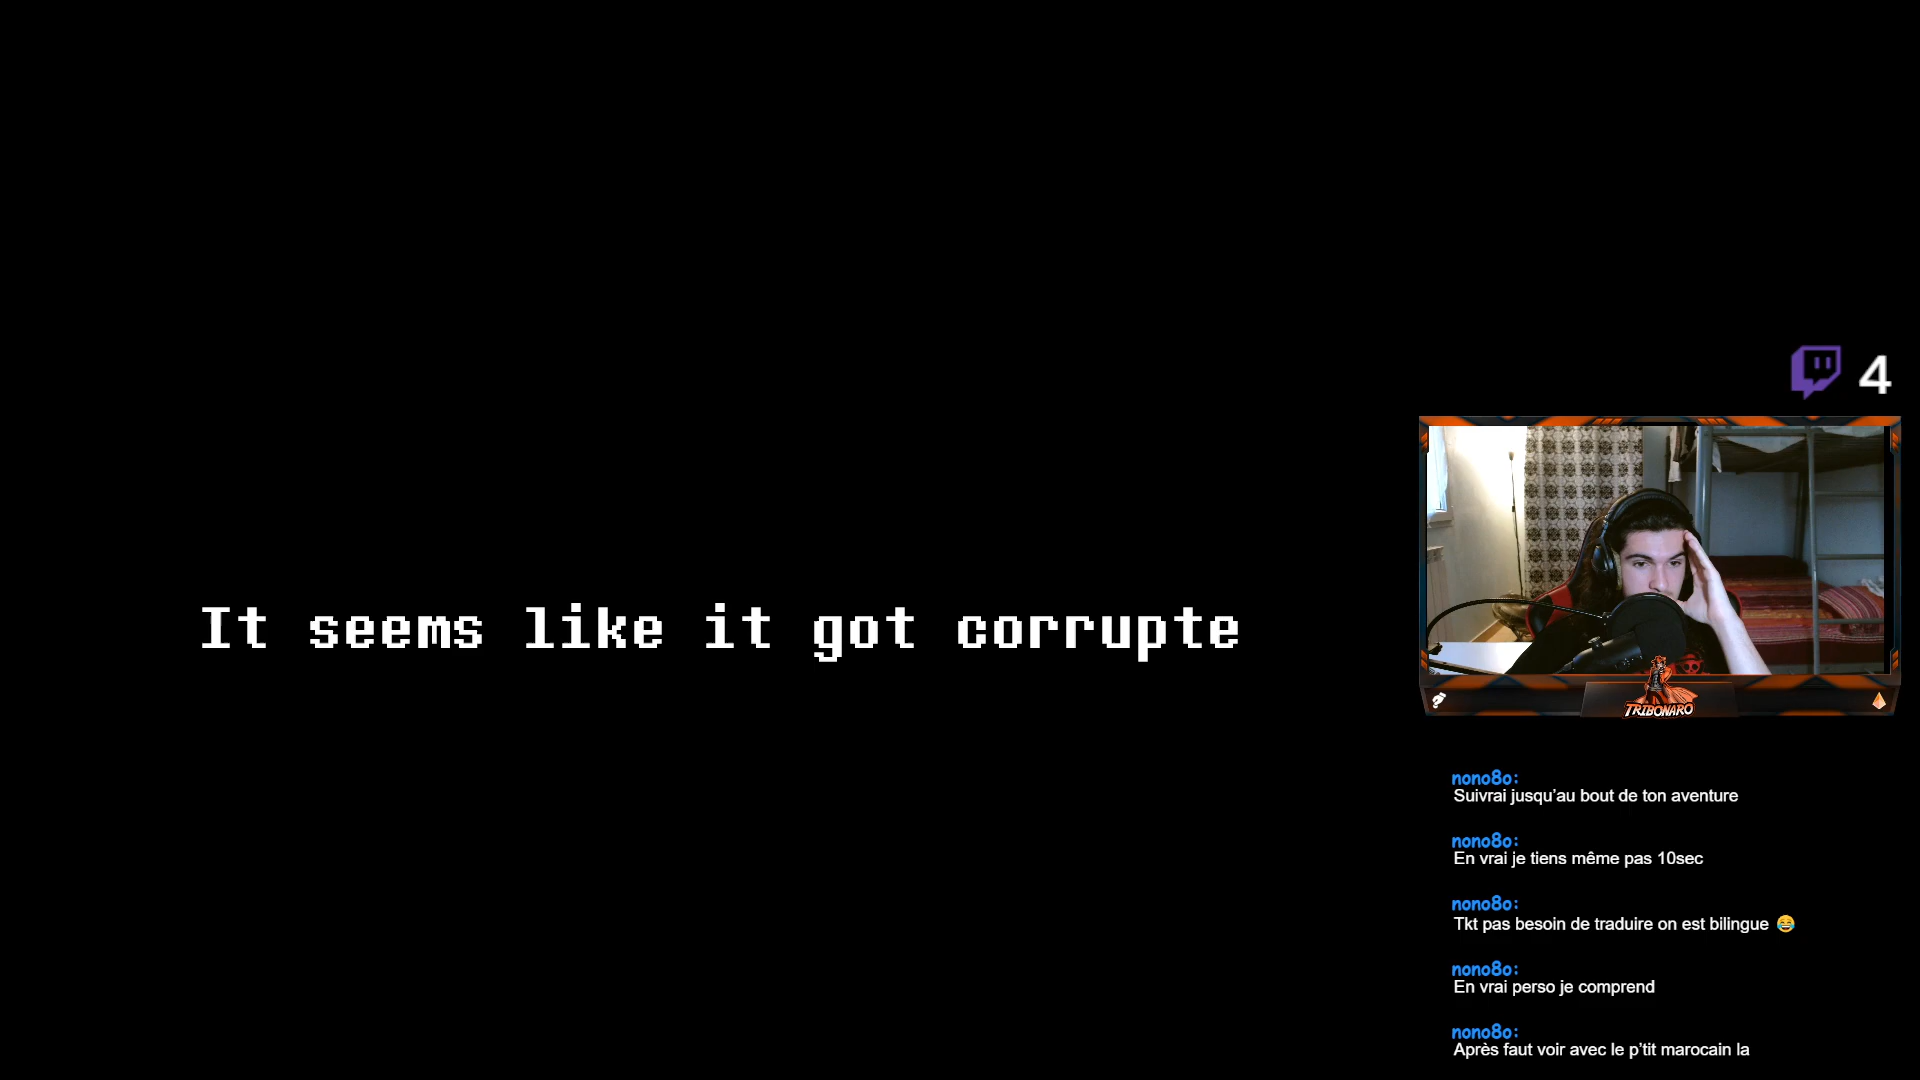 4
It seems like it got corrupte
TRIBONARO
nono8o:
Suivrai jusqu'au bout de ton aventure
nono8o:
En vrai je tiens même pas 10sec
nono8o:
Tkt pas besoin de traduire on est bilingue 😂
nono8o:
En vrai perso je comprend
nono8o:
Après faut voir avec le p'tit marocain la